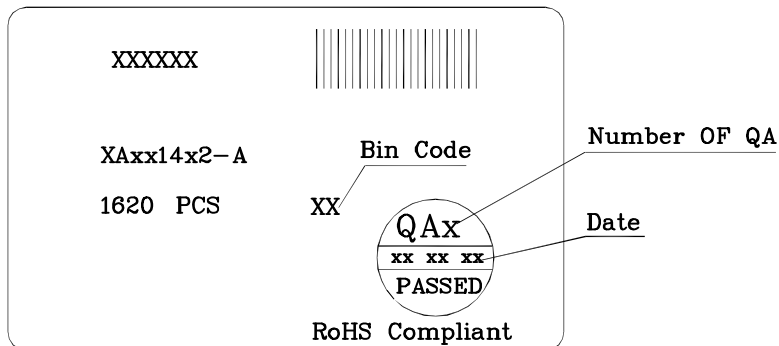 XXXXXX
XAxx14x2-A
Bin Code
Number OF QA
1620 PCS
XX
QAx
Date
xx xx xx
PASSED
RoHS Compliant